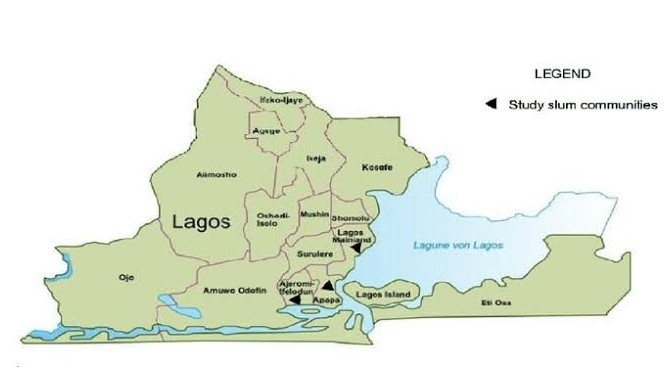 LEGEND
Study slum communities
Ifako-Ijaye
Agege
Ikeja
Kosofe
Alimosho
Lagos
Oshodi-
Isolo
Mushin
Shomolu
Lagos
Mainland
Surulere
Lagune von Lagos
Ojo
Amuwo Odofin
Ajeromi-
Ifelodun
Apapa
Lagos Island
Eti Osa